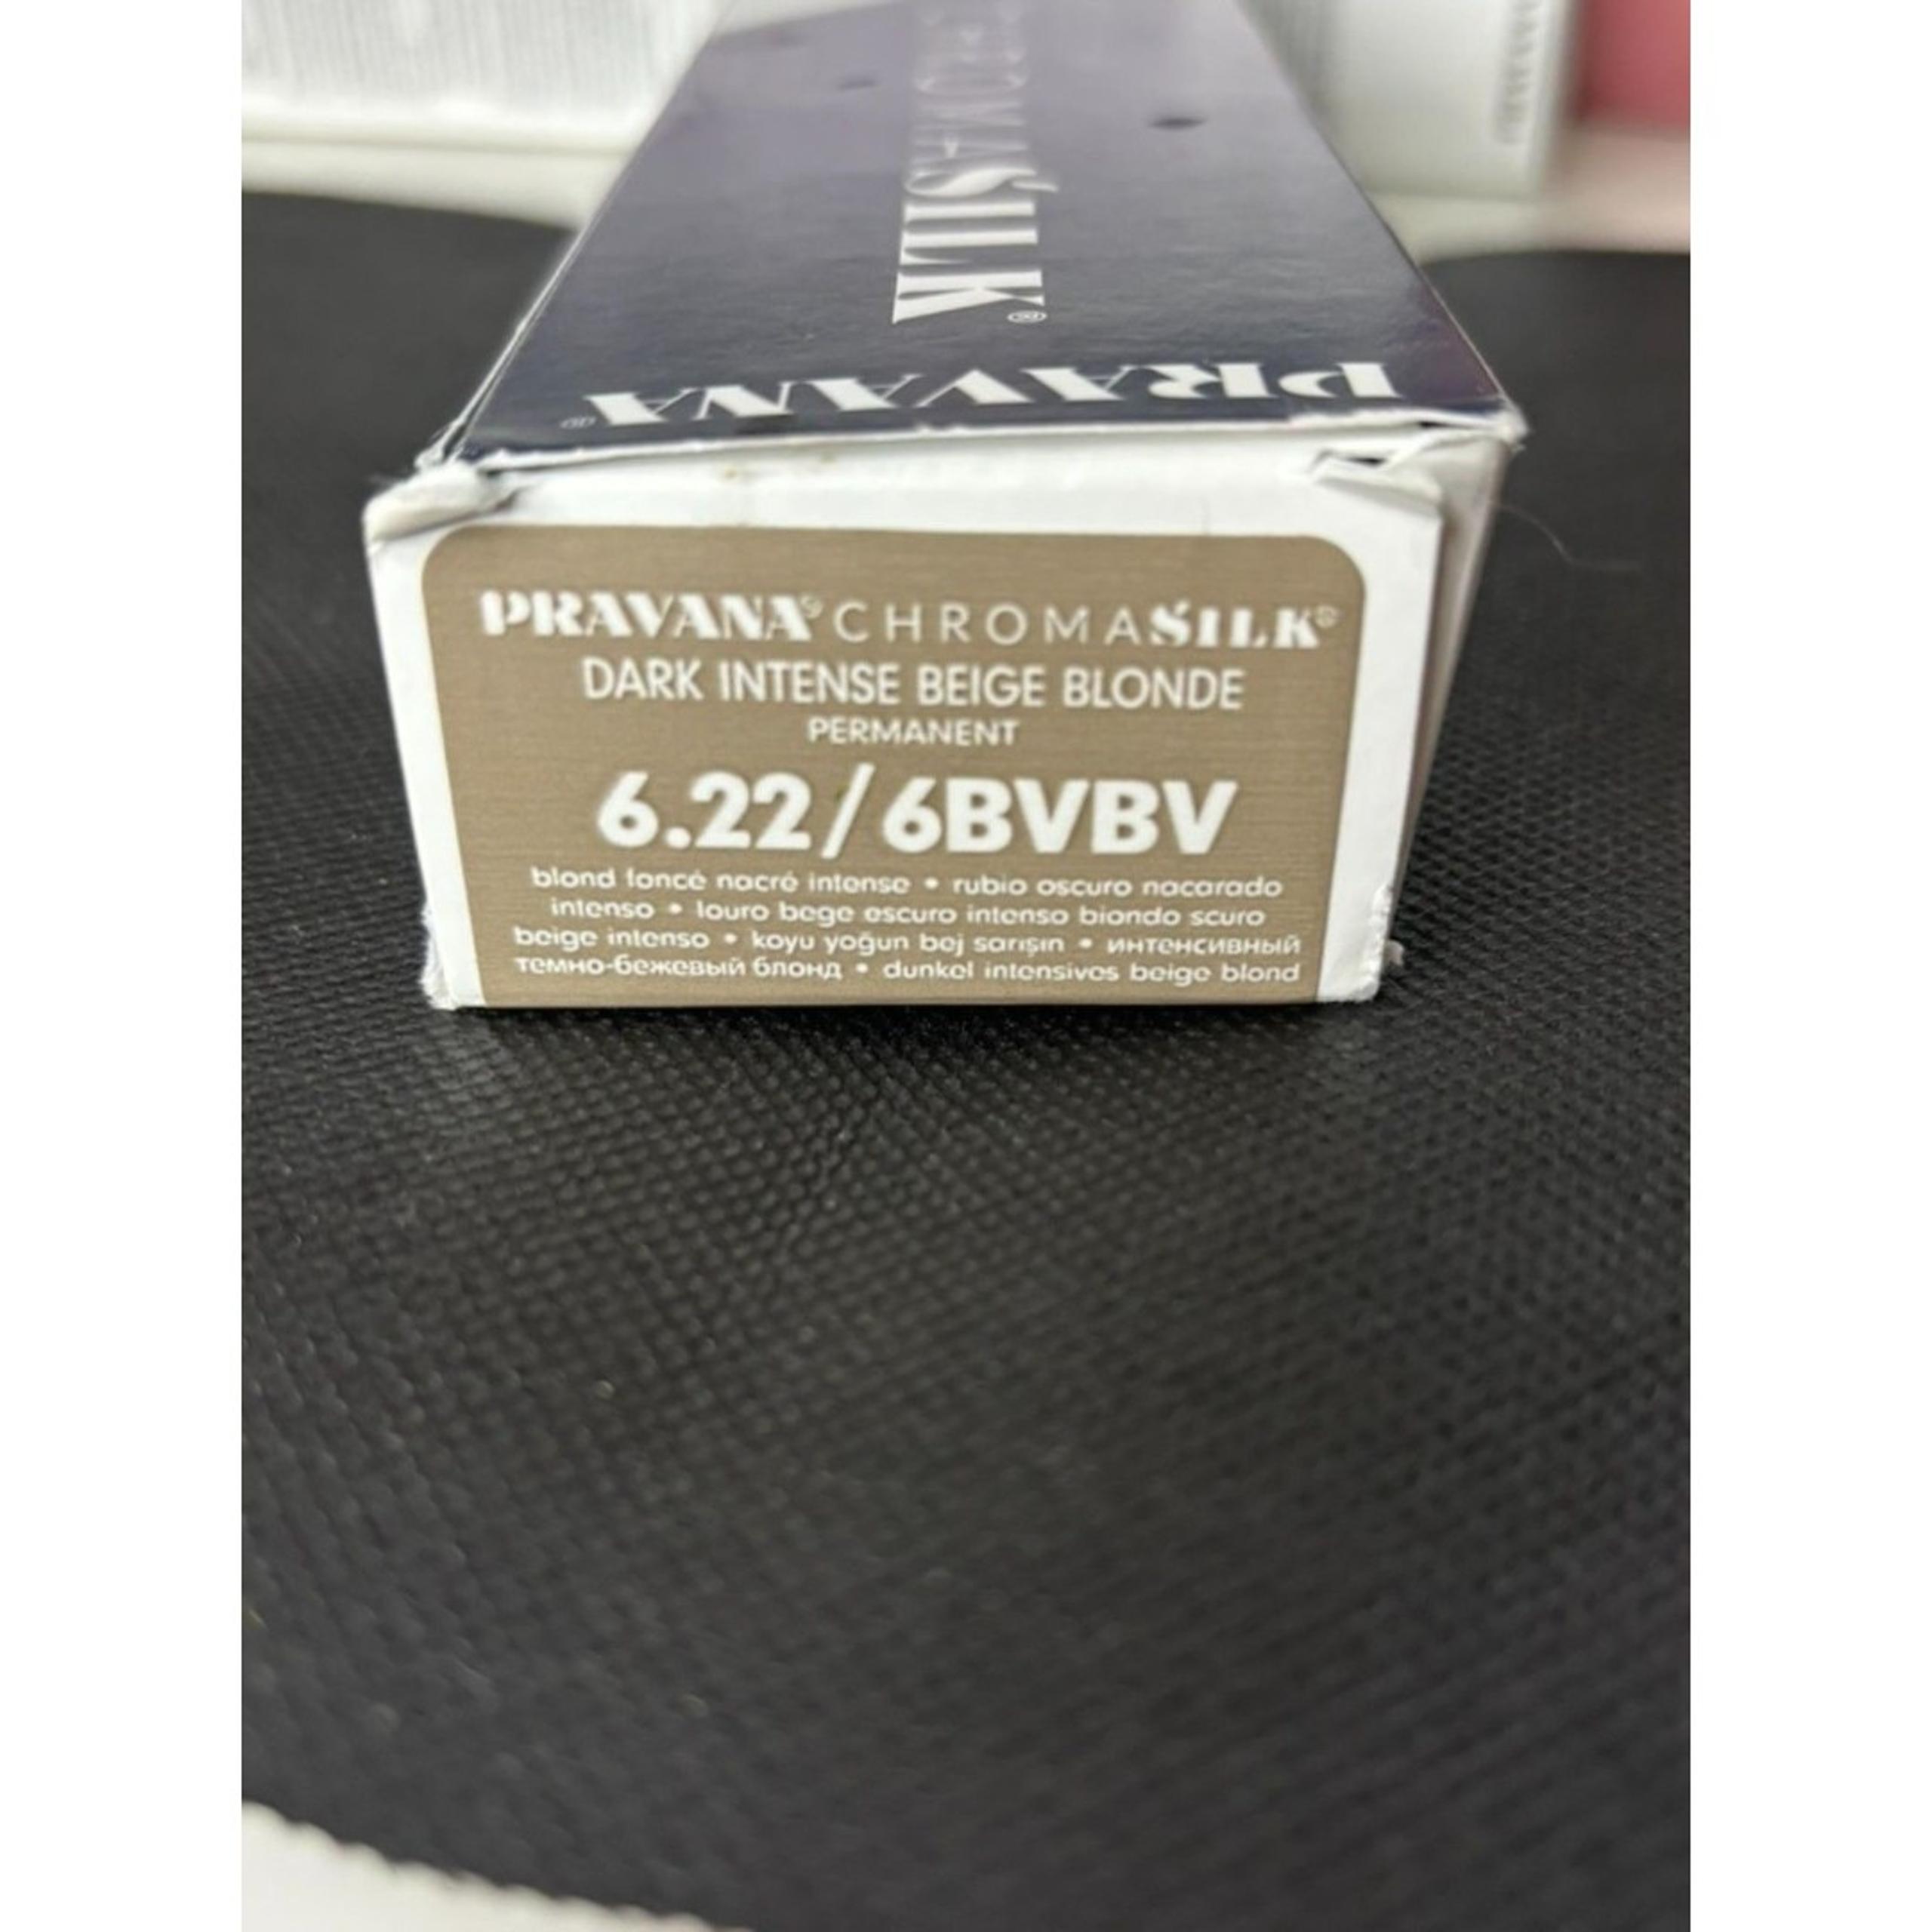 CHROMASILK®
PRAVANA®
PRAVANA® CHROMASILK®
DARK INTENSE BEIGE BLONDE
PERMANENT
6.22/6BVBV
blond foncé nacré intense • rubio oscuro nacarado
intenso • louro bege escuro intenso biondo scuro
beige intenso • koyu yoğun bej sarışın • интенсивный
темно-бежевый блонд • dunkel intensives beige blond